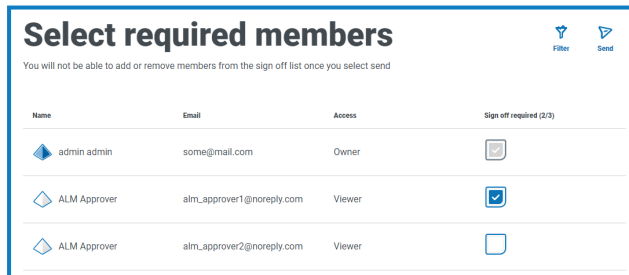 Select required members
Filter
Send
You will not be able to add or remove members from the sign off list once you select send
Name Email Access Sign off required (2/3)
admin admin some@mail.com Owner
ALM Approver alm_approver1@noreply.com Viewer
ALM Approver alm_approver2@noreply.com Viewer